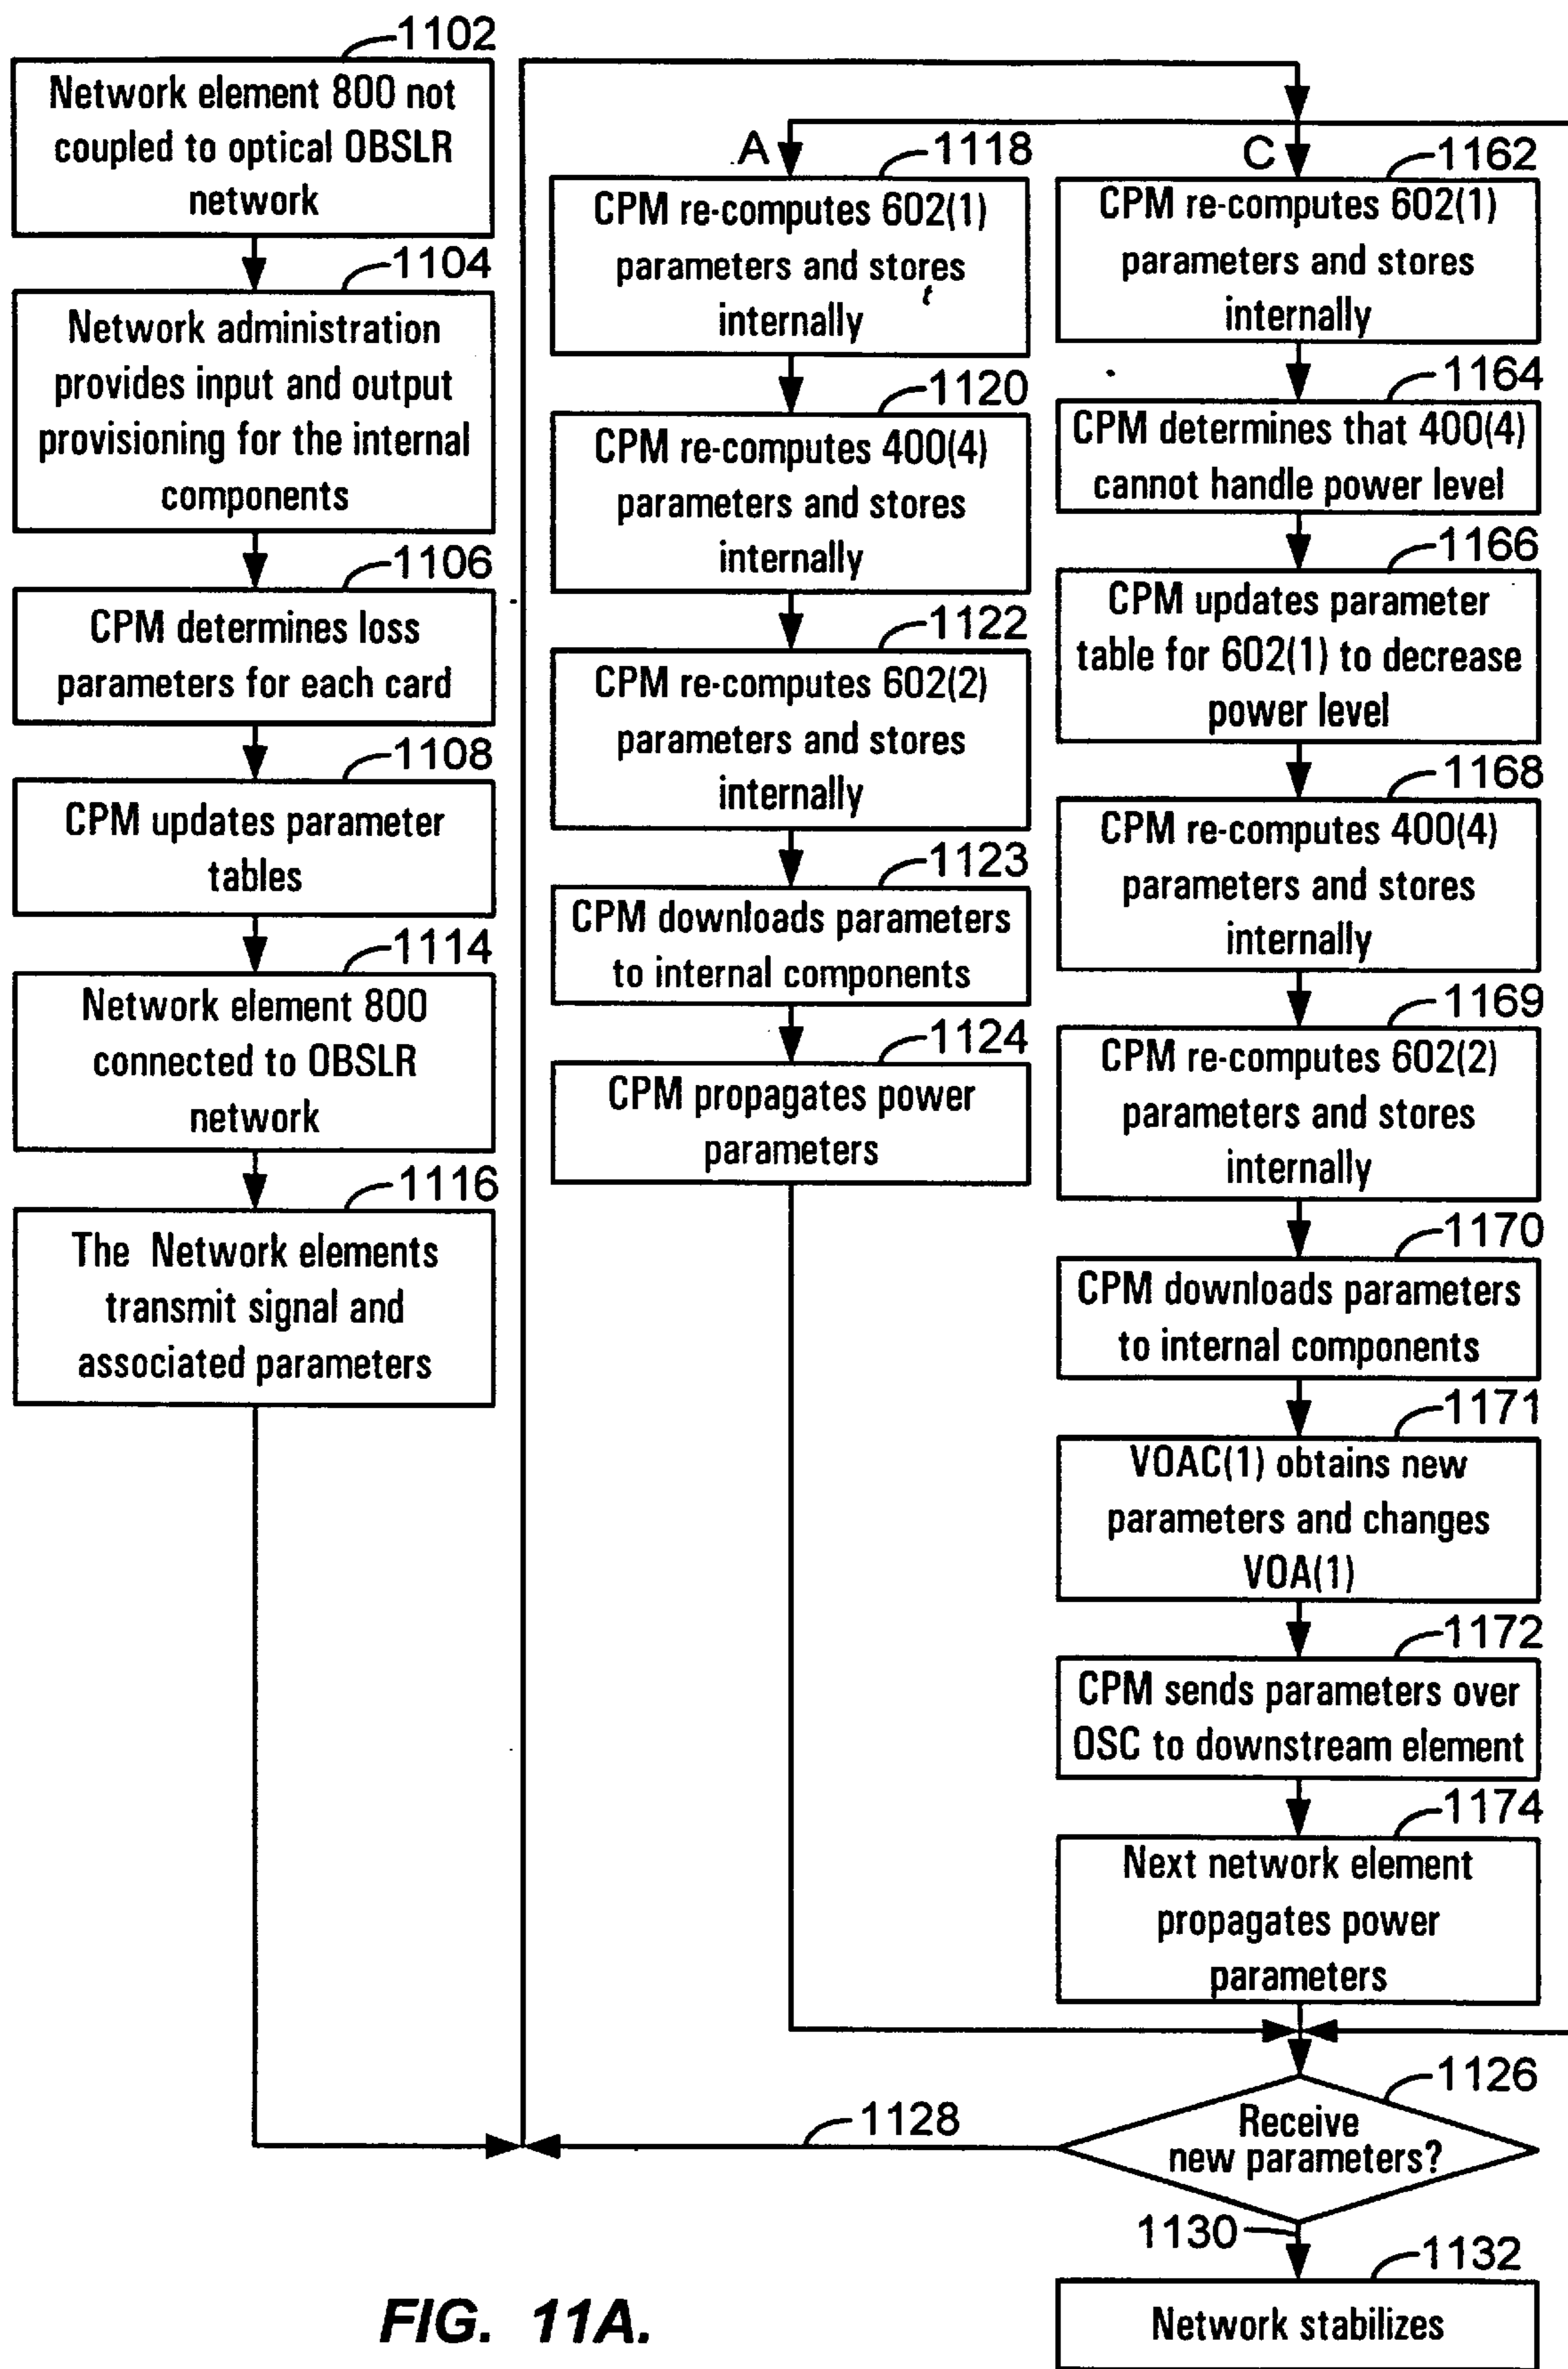 1102
Network element 800 not
coupled to optical OBSLR
network
1104
Network administration
provides input and output
provisioning for the internal
components
1106
CPM determines loss
parameters for each card
1108
CPM updates parameter
tables
1114
Network element 800
connected to OBSLR
network
1116
The Network elements
transmit signal and
associated parameters
A
1118
CPM re-computes 602(1)
parameters and stores
internally
1120
CPM re-computes 400(4)
parameters and stores
internally
1122
CPM re-computes 602(2)
parameters and stores
internally
1123
CPM downloads parameters
to internal components
1124
CPM propagates power
parameters
C
1162
CPM re-computes 602(1)
parameters and stores
internally
1164
CPM determines that 400(4)
cannot handle power level
1166
CPM updates parameter
table for 602(1) to decrease
power level
1168
CPM re-computes 400(4)
parameters and stores
internally
1169
CPM re-computes 602(2)
parameters and stores
internally
1170
CPM downloads parameters
to internal components
1171
VOAC(1) obtains new
parameters and changes
VOA(1)
1172
CPM sends parameters over
OSC to downstream element
1174
Next network element
propagates power
parameters
1126
Receive
new parameters?
1128
1130
1132
Network stabilizes
FIG. 11A.